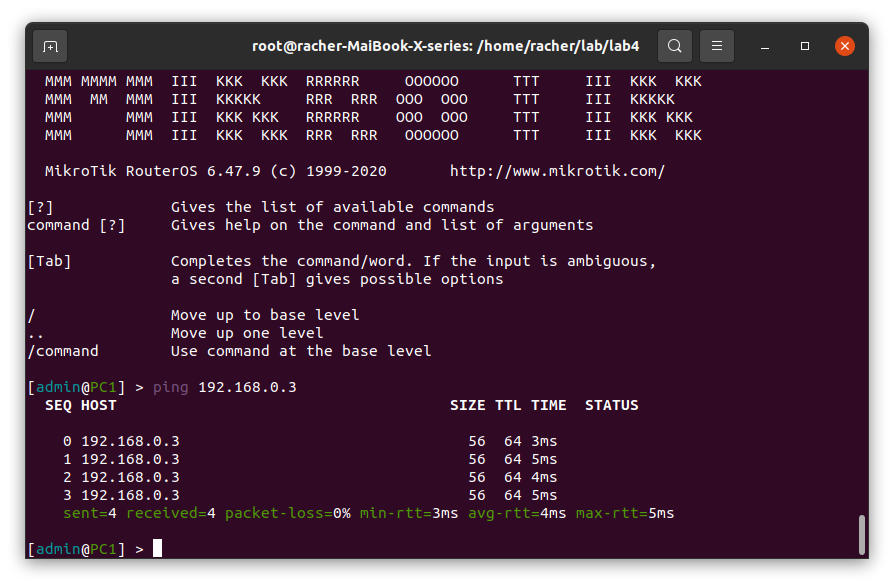 root@racher-MaiBook-X-series: /home/racher/lab/lab4
MMM MMMM MMM  III  KKK  KKK  RRRRRR     OOOOOO      TTT     III  KKK  KKK
MMM  MM  MMM  III  KKKKK     RRR  RRR  OOO  OOO     TTT     III  KKKKK
MMM      MMM  III  KKK KKK   RRRRRR    OOO  OOO     TTT     III  KKK KKK
MMM      MMM  III  KKK  KKK  RRR  RRR   OOOOOO      TTT     III  KKK  KKK
MikroTik RouterOS 6.47.9 (c) 1999-2020       http://www.mikrotik.com/
[?]             Gives the list of available commands
command [?]     Gives help on the command and list of arguments
[Tab]           Completes the command/word. If the input is ambiguous,
a second [Tab] gives possible options
/               Move up to base level
..              Move up one level
/command        Use command at the base level
[admin@PC1] > ping 192.168.0.3
SEQ HOST                                     SIZE TTL TIME  STATUS
0 192.168.0.3                                56  64 3ms
1 192.168.0.3                                56  64 5ms
2 192.168.0.3                                56  64 4ms
3 192.168.0.3                                56  64 5ms
sent=4 received=4 packet-loss=0% min-rtt=3ms avg-rtt=4ms max-rtt=5ms
[admin@PC1] >